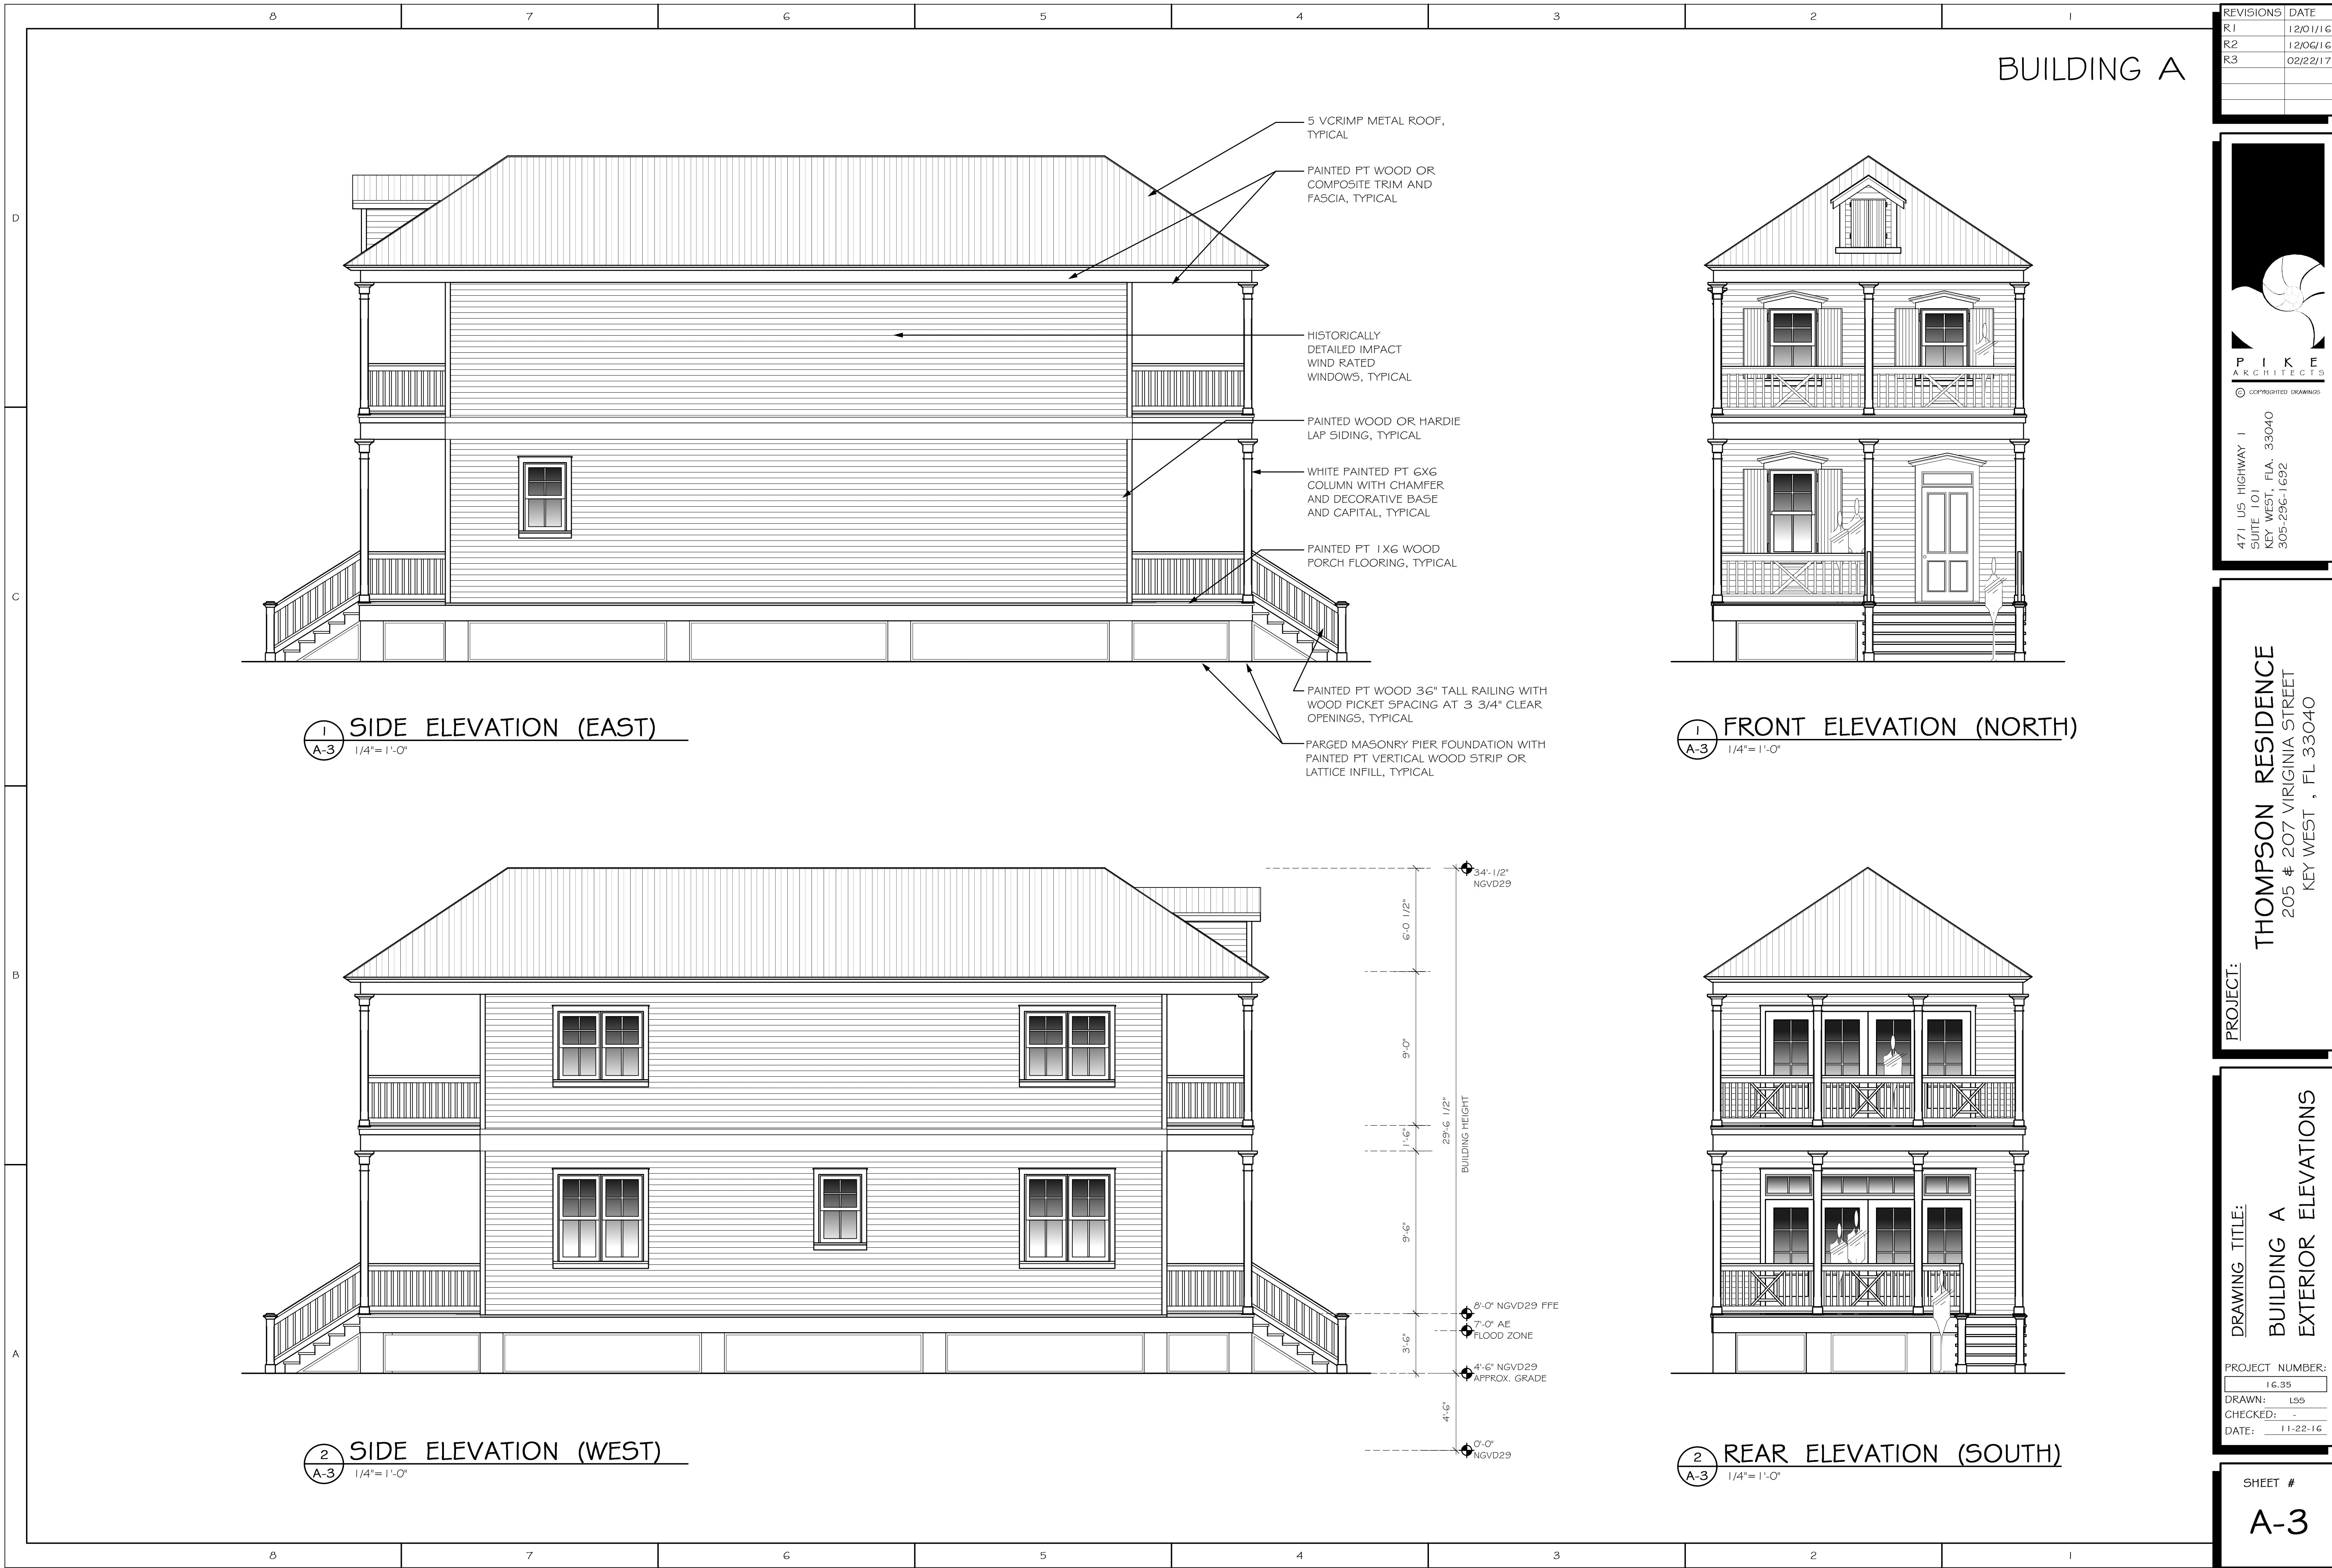 8 7 6 5 4 3 2 1
D
C
B
A
BUILDING A
5 VCRIMP METAL ROOF,
TYPICAL
PAINTED PT WOOD OR
COMPOSITE TRIM AND
FASCIA, TYPICAL
HISTORICALLY
DETAILED IMPACT
WIND RATED
WINDOWS, TYPICAL
PAINTED WOOD OR HARDIE
LAP SIDING, TYPICAL
WHITE PAINTED PT 6X6
COLUMN WITH CHAMFER
AND DECORATIVE BASE
AND CAPITAL, TYPICAL
PAINTED PT 1X6 WOOD
PORCH FLOORING, TYPICAL
PAINTED PT WOOD 36" TALL RAILING WITH
WOOD PICKET SPACING AT 3 3/4" CLEAR
OPENINGS, TYPICAL
PARGED MASONRY PIER FOUNDATION WITH
PAINTED PT VERTICAL WOOD STRIP OR
LATTICE INFILL, TYPICAL
1
A-3
SIDE ELEVATION (EAST)
1/4"=1'-0"
1
A-3
FRONT ELEVATION (NORTH)
1/4"=1'-0"
34'-1/2"
NGVD29
6'-0 1/2"
9'-0"
1'-6"
9'-6"
3'-6"
29'-6 1/2"
BUILDING HEIGHT
4'-6"
8'-0" NGVD29 FFE
7'-0" AE
FLOOD ZONE
4'-6" NGVD29
APPROX. GRADE
0'-0"
NGVD29
2
A-3
SIDE ELEVATION (WEST)
1/4"=1'-0"
2
A-3
REAR ELEVATION (SOUTH)
1/4"=1'-0"
8 7 6 5 4 3 2 1
REVISIONS DATE
R1 12/01/16
R2 12/06/16
R3 02/22/17
PIKE
ARCHITECTS
© COPYRIGHTED DRAWINGS
471 US HIGHWAY 1
SUITE 101
KEY WEST, FLA. 33040
305-296-1692
PROJECT:
THOMPSON RESIDENCE
205 & 207 VIRIGINIA STREET
KEY WEST , FL 33040
DRAWING TITLE:
BUILDING A
EXTERIOR ELEVATIONS
PROJECT NUMBER:
16.35
DRAWN: LSS
CHECKED: -
DATE: 11-22-16
SHEET #
A-3